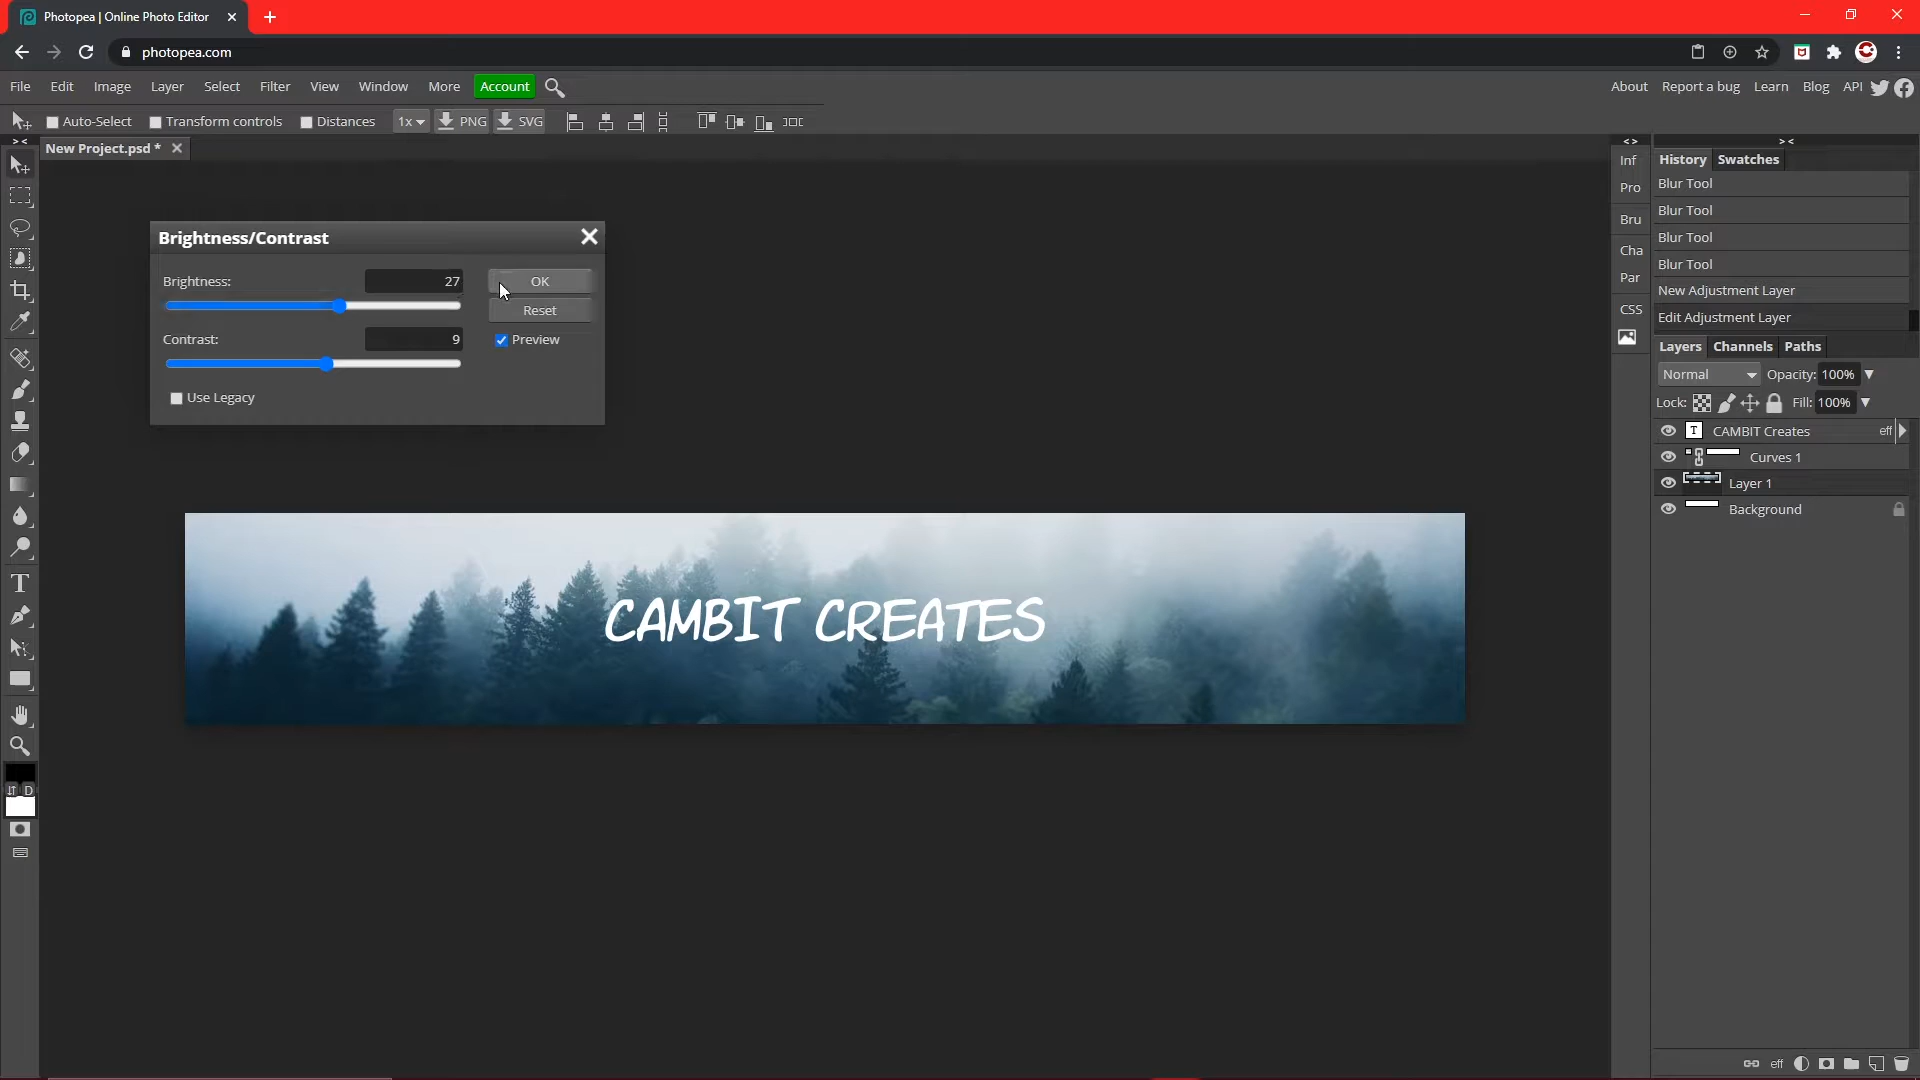 Photopea | Online Photo Editor
photopea.com
File Edit Image Layer Select Filter View Window More Account
About Report a bug Learn Blog API
Auto-Select Transform controls Distances 1x PNG SVG
New Project.psd *
Inf
Pro
Bru
Cha
Par
CSS
History Swatches
Blur Tool
Blur Tool
Blur Tool
Blur Tool
New Adjustment Layer
Edit Adjustment Layer
Layers Channels Paths
Normal Opacity: 100%
Lock: Fill: 100%
T CAMBIT Creates eff
Curves 1
Layer 1
Background
Brightness/Contrast
Brightness: 27
OK
Reset
Contrast: 9
Preview
Use Legacy
CAMBIT CREATES
T
D
eff